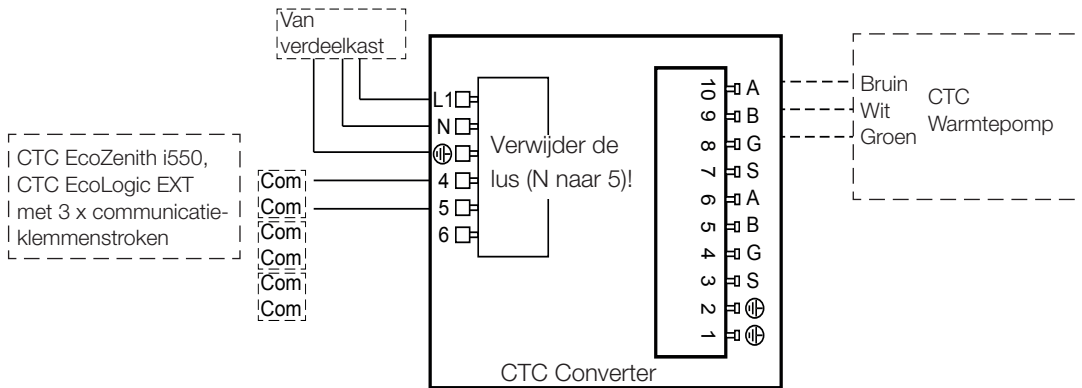 Van
verdeelkast
CTC EcoZenith i550,
CTC EcoLogic EXT
met 3 x communicatie-
klemmenstroken
Com
Com
Com
Com
Com
Com
L1
N
4
5
6
Verwijder de
lus (N naar 5)!
10 A
9 B
8 G
7 S
6 A
5 B
4 G
3 S
2
1
CTC Converter
Bruin
Wit
Groen
CTC
Warmtepomp